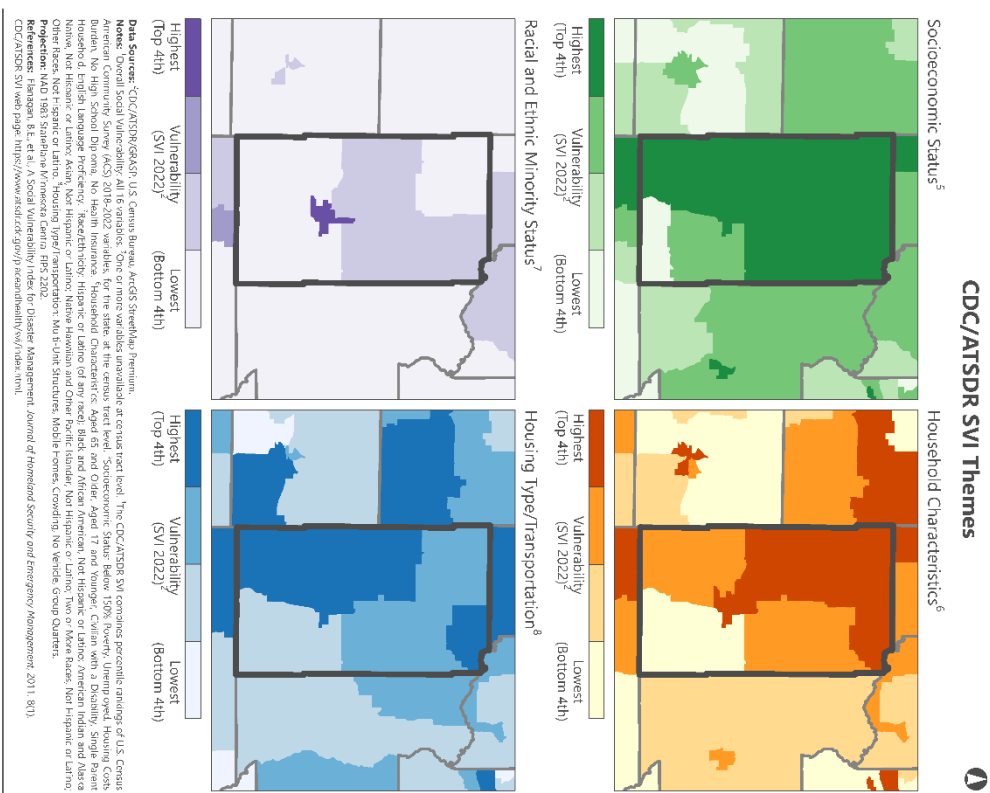 CDC/ATSDR SVI Themes
Socioeconomic Status⁵
Highest
(Top 4th)
Vulnerability
(SVI 2022)²
Lowest
(Bottom 4th)
Household Characteristics⁶
Highest
(Top 4th)
Vulnerability
(SVI 2022)²
Lowest
(Bottom 4th)
Racial and Ethnic Minority Status⁷
Highest
(Top 4th)
Vulnerability
(SVI 2022)²
Lowest
(Bottom 4th)
Housing Type/Transportation⁸
Highest
(Top 4th)
Vulnerability
(SVI 2022)²
Lowest
(Bottom 4th)
Data Sources: ²CDC/ATSDR/GRASP, U.S. Census Bureau, ArcGIS StreetMap Premium.
Notes: ¹Overall Social Vulnerability: All 16 variables. ³One or more variables unavailable at census tract level. ⁴The CDC/ATSDR SVI combines percentile rankings of U.S. Census
American Community Survey (ACS) 2018-2022 variables, for the state, at the census tract level. ⁵Socioeconomic Status: Below 150% Poverty, Unemployed, Housing Costs
Burden, No High School Diploma, No Health Insurance. ⁶Household Characteristics: Aged 65 and Older, Aged 17 and Younger, Civilian with a Disability, Single Parent
Household, English Language Proficiency. ⁷Race/Ethnicity: Hispanic or Latino (of any race); Black and African American, Not Hispanic or Latino; American Indian and Alaska
Native, Not Hispanic or Latino; Asian, Not Hispanic or Latino; Native Hawaiian and Other Pacific Islander, Not Hispanic or Latino; Two or More Races, Not Hispanic or Latino;
Other Races, Not Hispanic or Latino. ⁸Housing Type/Transportation: Multi-Unit Structures, Mobile Homes, Crowding, No Vehicle, Group Quarters.
Projection: NAD 1983 StatePlane Minnesota Central FIPS 2202.
References: Flanagan, B.E., et al., A Social Vulnerability Index for Disaster Management. Journal of Homeland Security and Emergency Management, 2011. 8(1).
CDC/ATSDR SVI web page: https://www.atsdr.cdc.gov/placeandhealth/svi/index.html.